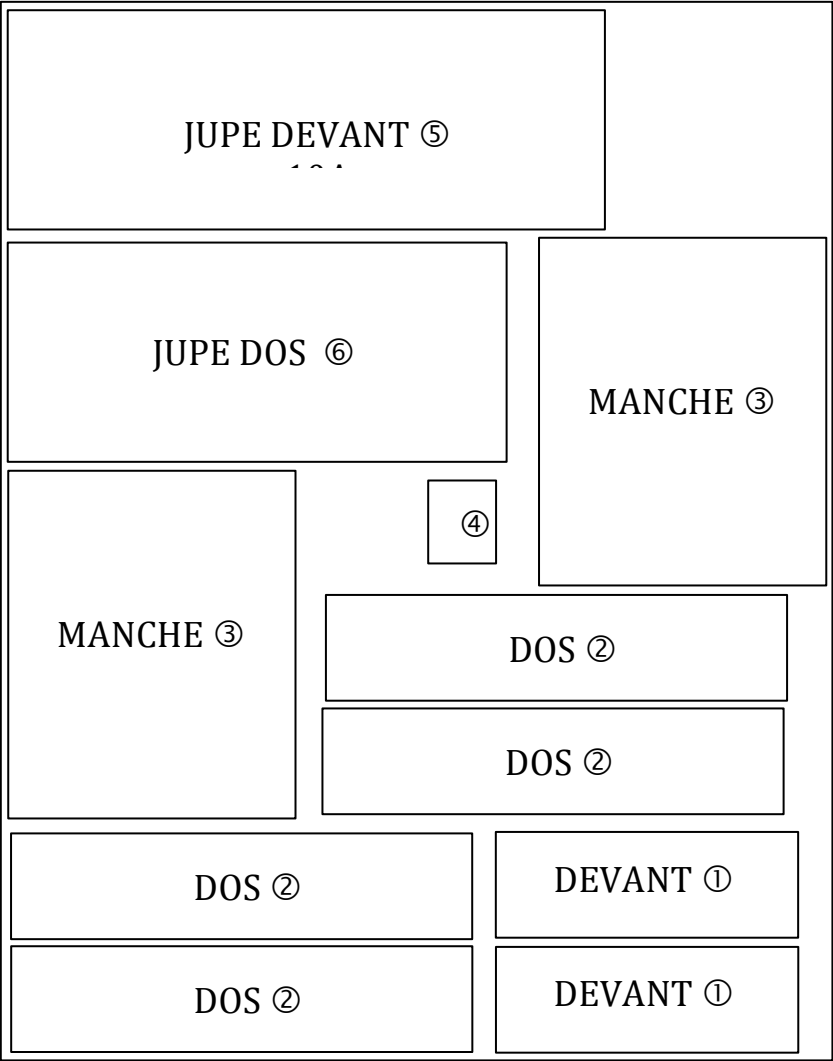 JUPE DEVANT ⑤
JUPE DOS ⑥
MANCHE ③
④
MANCHE ③
DOS ②
DOS ②
DOS ②
DEVANT ①
DOS ②
DEVANT ①